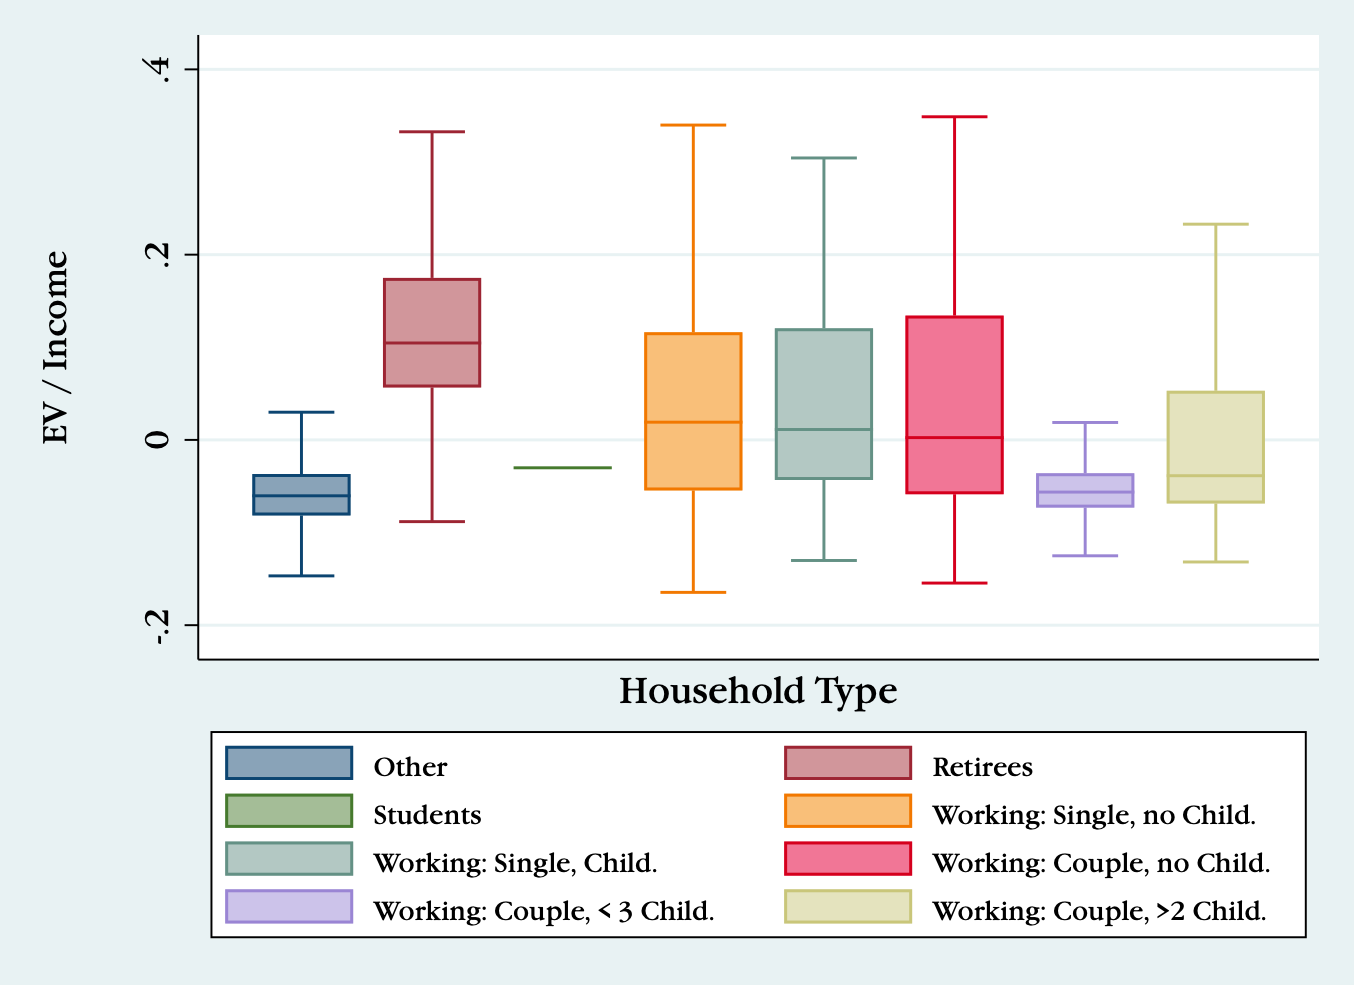 .4
.2
0
-.2
EV / Income
Household Type
Other
Retirees
Students
Working: Single, no Child.
Working: Single, Child.
Working: Couple, no Child.
Working: Couple, < 3 Child.
Working: Couple, >2 Child.